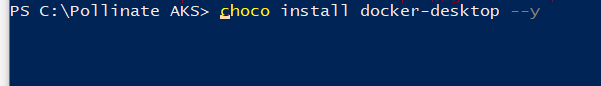 PS C:\Pollinate AKS> choco install docker-desktop --y